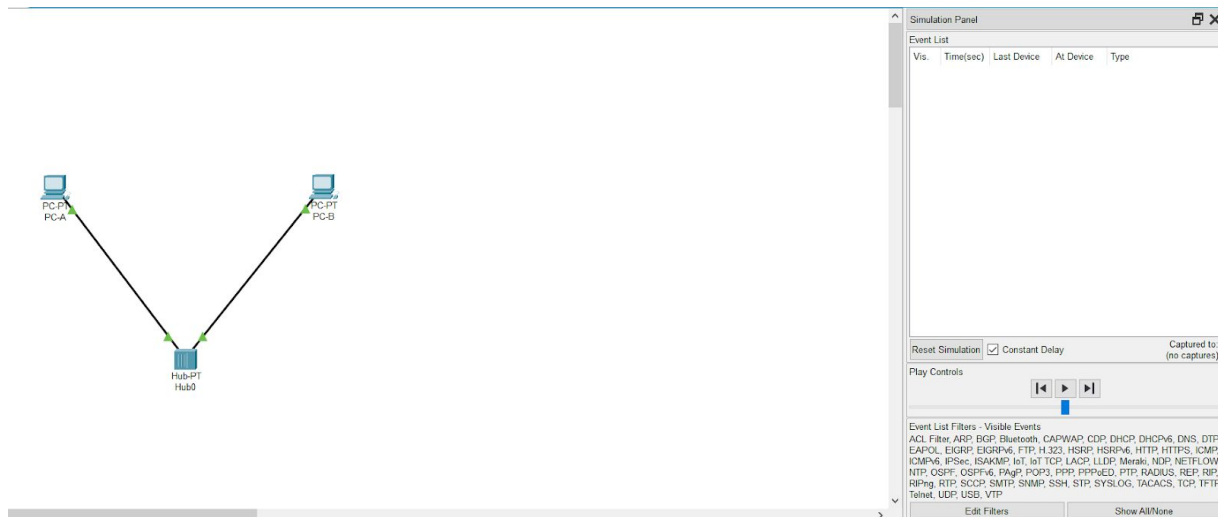 Simulation Panel
Event List
Vis. Time(sec) Last Device At Device Type
PC-PT
PC-A
PC-PT
PC-B
Hub-PT
Hub0
Reset Simulation Constant Delay Captured to:
(no captures)
Play Controls
Event List Filters - Visible Events
ACL Filter, ARP, BGP, Bluetooth, CAPWAP, CDP, DHCP, DHCPv6, DNS, DTP,
EAPOL, EIGRP, EIGRPv6, FTP, H.323, HSRP, HSRPv6, HTTP, HTTPS, ICMP,
ICMPv6, IPSec, ISAKMP, IoT, IoT TCP, LACP, LLDP, Meraki, NDP, NETFLOW,
NTP, OSPF, OSPFv6, PAgP, POP3, PPP, PPPoED, PTP, RADIUS, REP, RIP,
RIPng, RTP, SCCP, SMTP, SNMP, SSH, STP, SYSLOG, TACACS, TCP, TFTP,
Telnet, UDP, USB, VTP
Edit Filters Show All/None